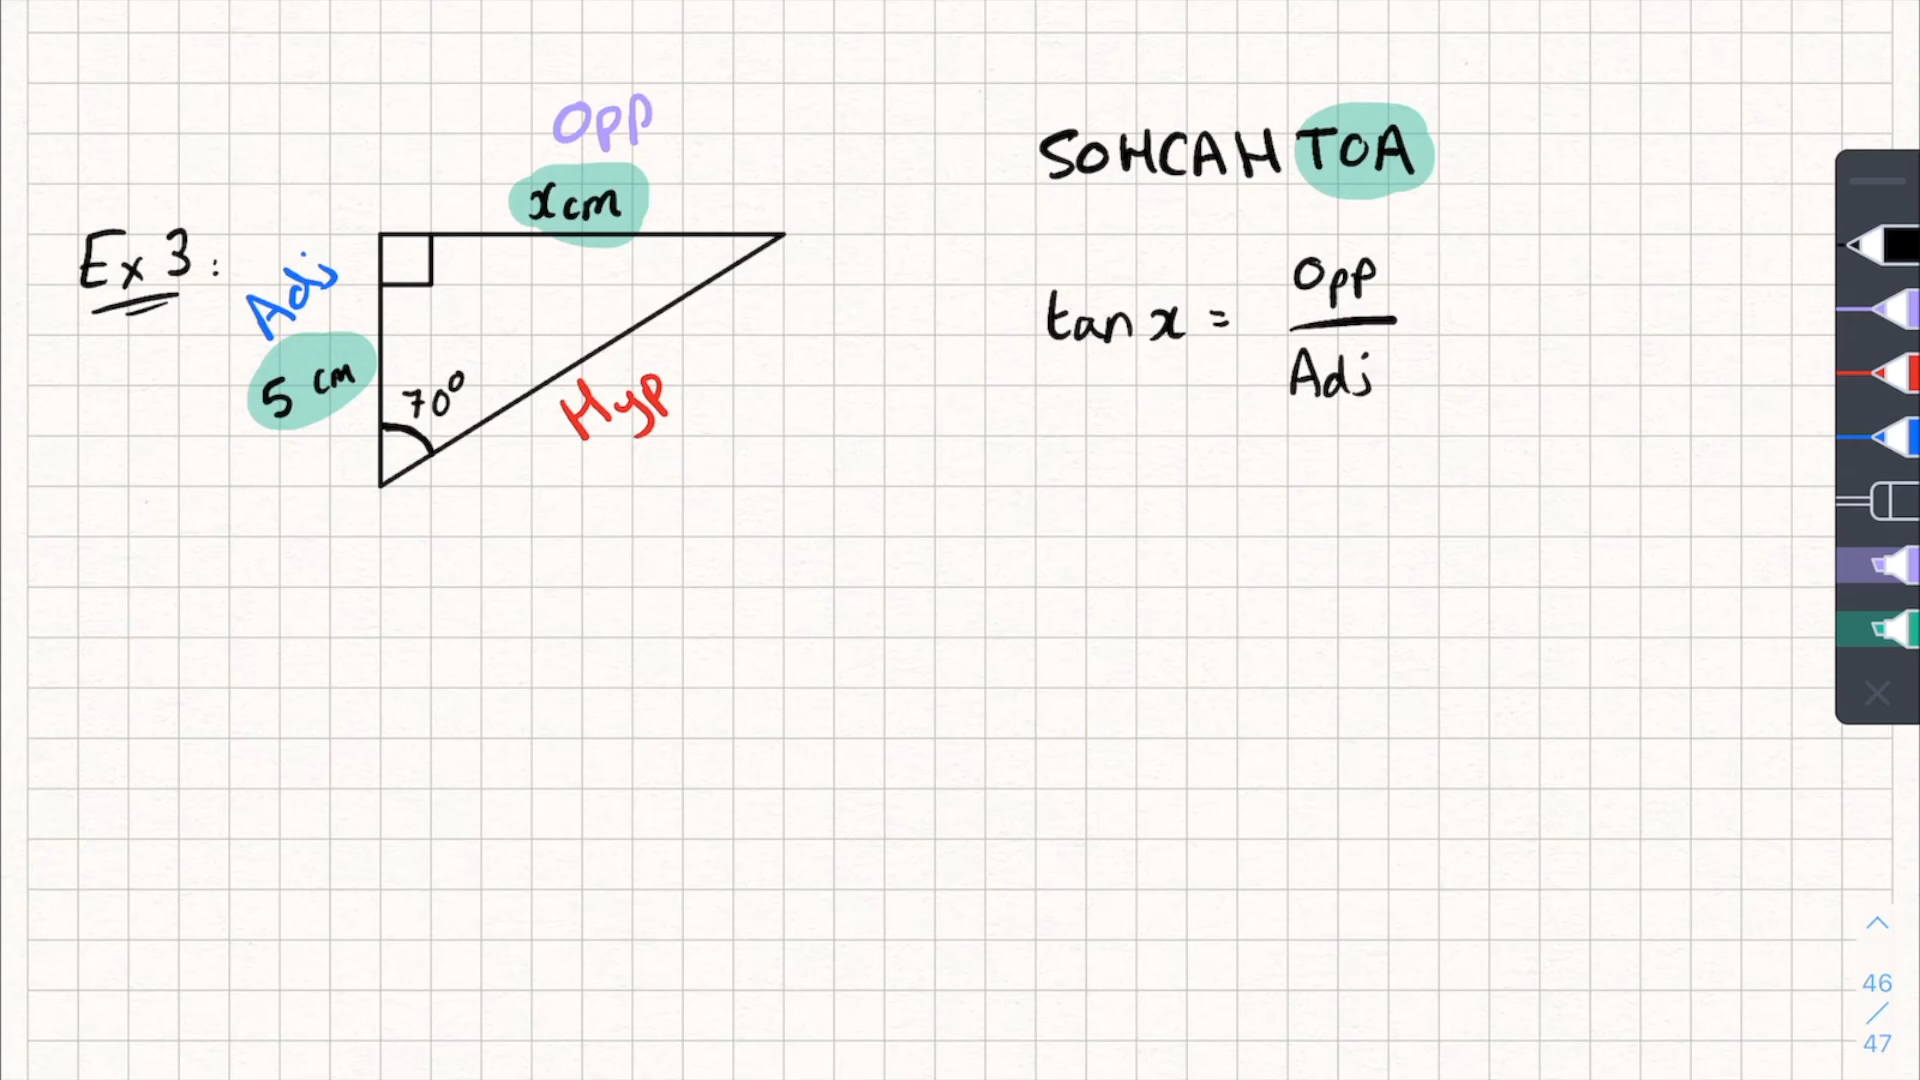 Opp
x cm
Ex 3:
Adj
5 cm
70°
Hyp
SOHCAHTOA
tan x = Opp
Adj
46
/
47